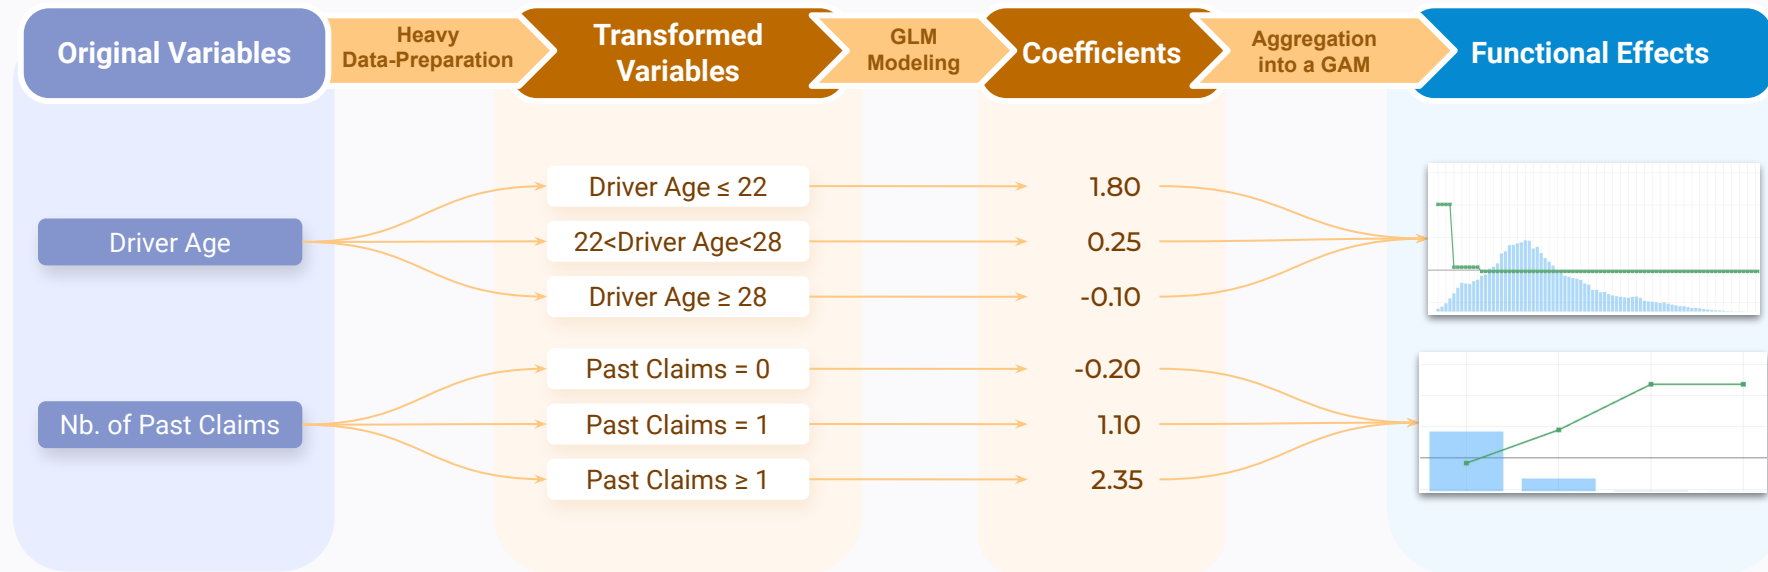 Original Variables
Heavy
Data-Preparation
Transformed
Variables
GLM
Modeling
Coefficients
Aggregation
into a GAM
Functional Effects
Driver Age
Driver Age ≤ 22
1.80
22<Driver Age<28
0.25
Driver Age ≥ 28
-0.10
Nb. of Past Claims
Past Claims = 0
-0.20
Past Claims = 1
1.10
Past Claims ≥ 1
2.35